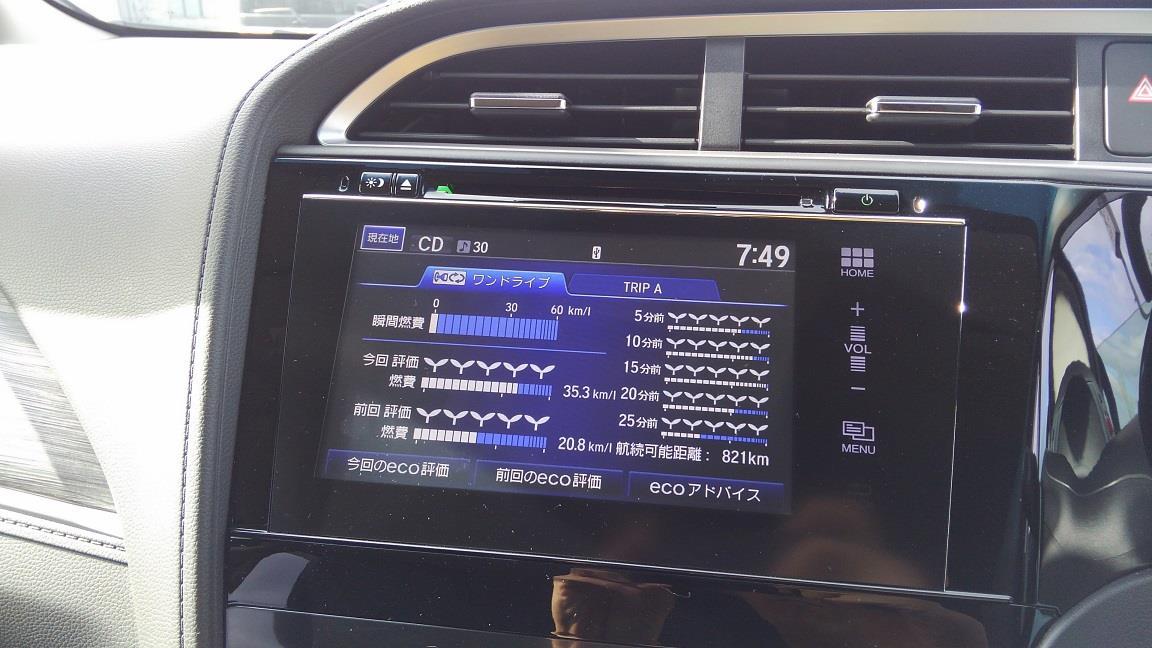 現在地 CD 30 7:49
ワンドライブ TRIP A
0 30 60 km/l
瞬間燃費
今回 評価
燃費 35.3 km/l
前回 評価
燃費 20.8 km/l
5分前
10分前
15分前
20分前
25分前
航続可能距離: 821km
今回のeco評価 前回のeco評価 ecoアドバイス
HOME
+
VOL
−
MENU